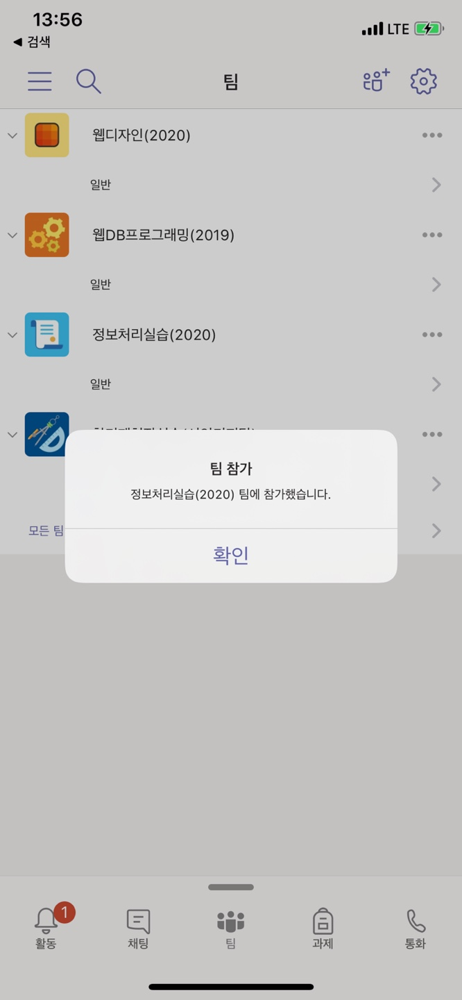 13:56
LTE
◀ 검색
팀
웹디자인(2020)
일반
웹DB프로그래밍(2019)
일반
정보처리실습(2020)
일반
팀 참가
정보처리실습(2020) 팀에 참가했습니다.
모든 팀
확인
1
활동
채팅
팀
과제
통화